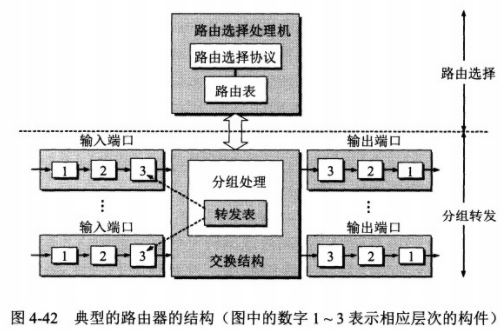 路由选择处理机
路由选择协议
路由表
路由选择
输入端口
输出端口
1 2 3
分组处理
3 2 1
⋮
转发表
⋮
分组转发
输入端口
输出端口
1 2 3
交换结构
3 2 1
图 4-42 典型的路由器的结构（图中的数字 1～3 表示相应层次的构件）